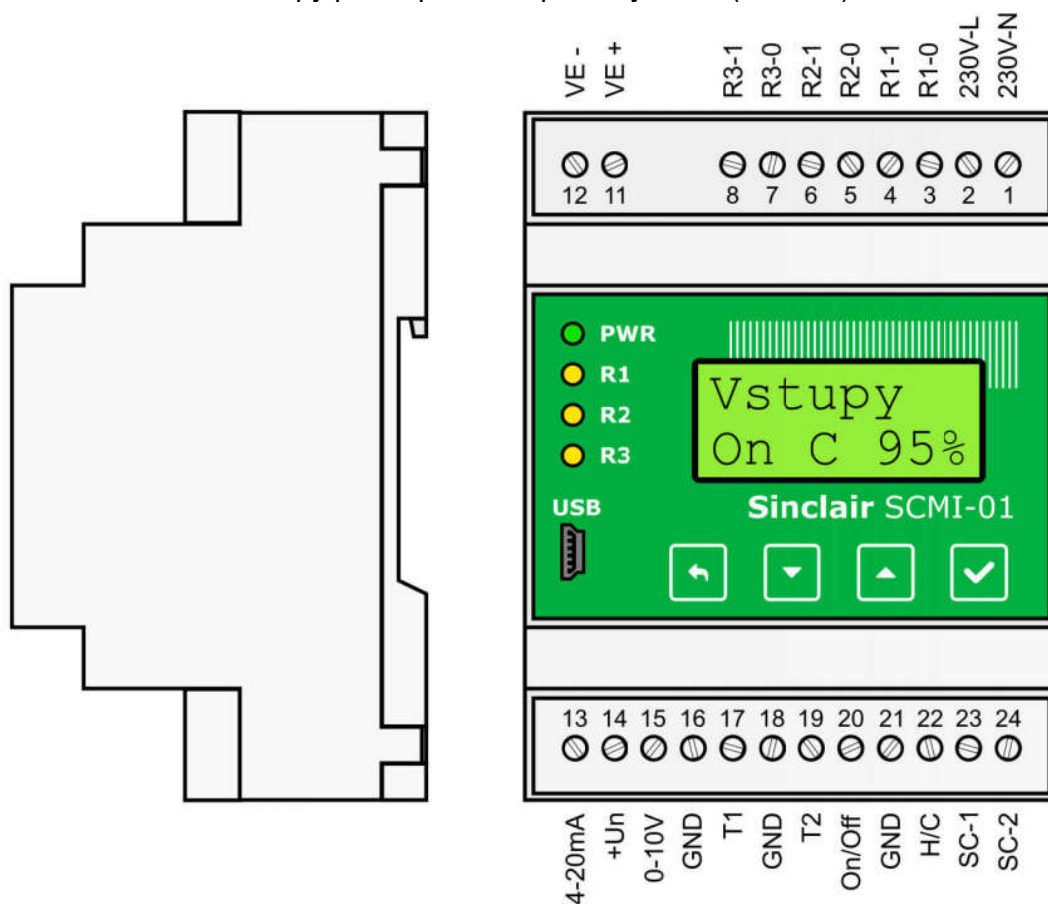 VE - VE + R3-1 R3-0 R2-1 R2-0 R1-1 R1-0 230V-L 230V-N
12 11 8 7 6 5 4 3 2 1
PWR
R1
R2
R3
Vstupy
On C 95%
USB
Sinclair SCMI-01
13 14 15 16 17 18 19 20 21 22 23 24
4-20mA +Un 0-10V GND T1 GND T2 On/Off GND H/C SC-1 SC-2